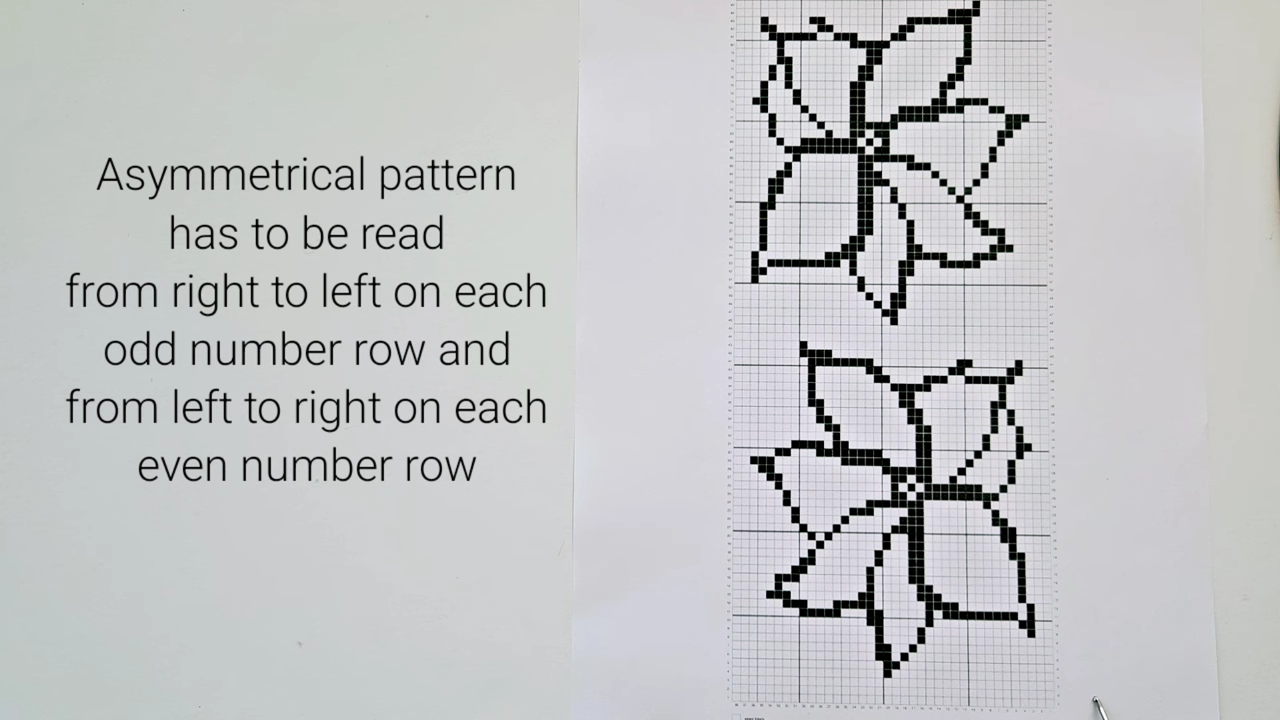 Asymmetrical pattern
has to be read
from right to left on each
odd number row and
from left to right on each
even number row